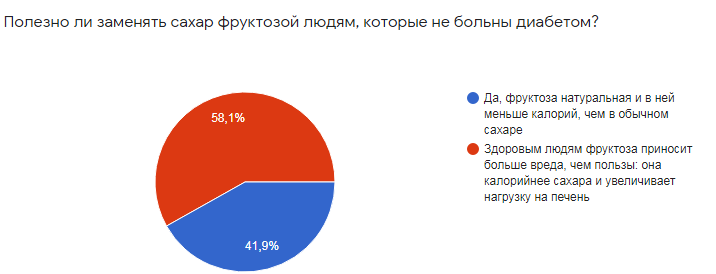 Полезно ли заменять сахар фруктозой людям, которые не больны диабетом?
58,1%
41,9%
Да, фруктоза натуральная и в ней
меньше калорий, чем в обычном
сахаре
Здоровым людям фруктоза приносит
больше вреда, чем пользы: она
калорийнее сахара и увеличивает
нагрузку на печень